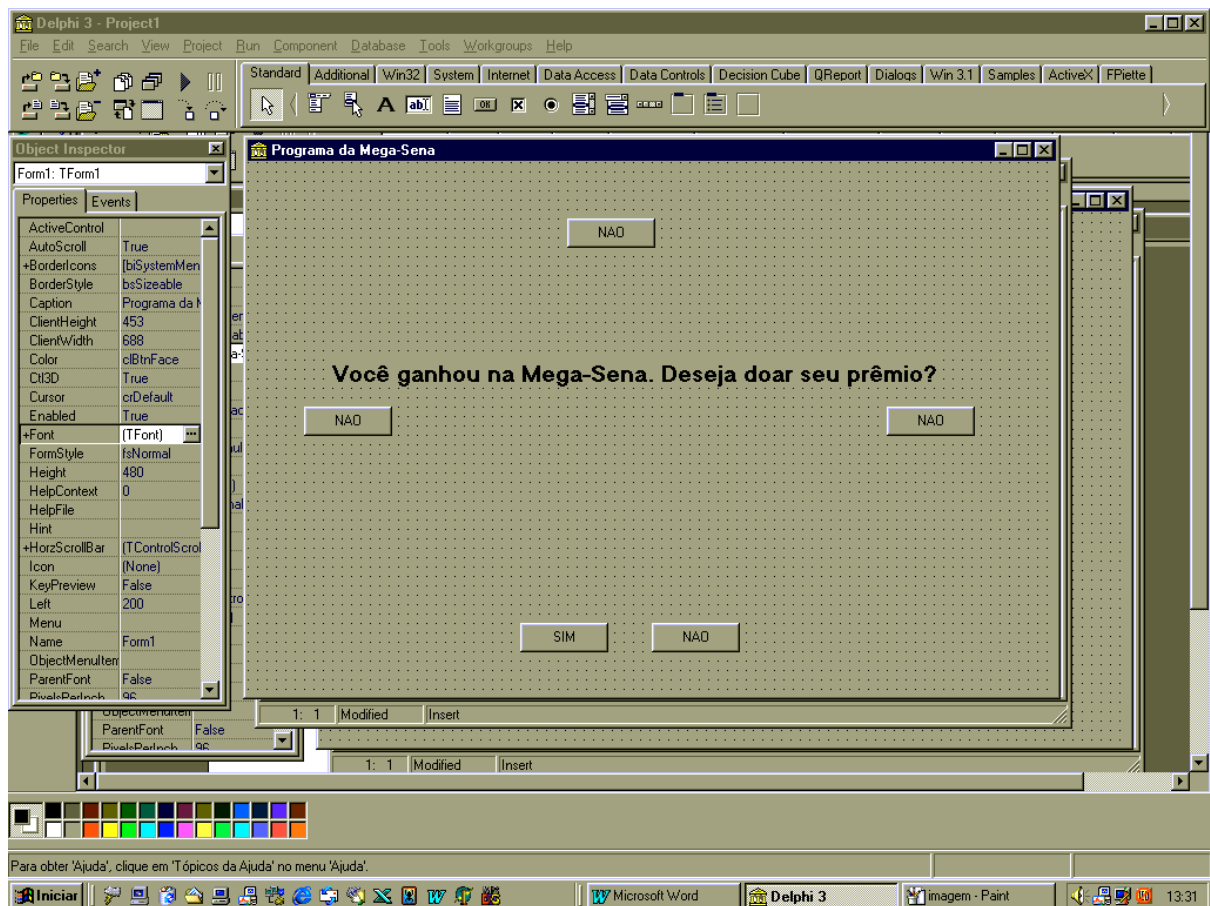 Delphi 3 - Project1
File Edit Search View Project Run Component Database Tools Workgroups Help
Standard Additional Win32 System Internet Data Access Data Controls Decision Cube QReport Dialogs Win 3.1 Samples ActiveX FPiette
Object Inspector
Form1: TForm1
Properties Events
ActiveControl
AutoScroll True
+BorderIcons [biSystemMen
BorderStyle bsSizeable
Caption Programa da M
ClientHeight 453
ClientWidth 688
Color clBtnFace
Ctl3D True
Cursor crDefault
Enabled True
+Font (TFont) ...
FormStyle fsNormal
Height 480
HelpContext 0
HelpFile
Hint
+HorzScrollBar (TControlScrol
Icon (None)
KeyPreview False
Left 200
Menu
Name Form1
ObjectMenuItem
ParentFont False
PixelsPerInch 96
Programa da Mega-Sena
NAO
Você ganhou na Mega-Sena. Deseja doar seu prêmio?
NAO NAO
SIM NAO
1: 1 Modified Insert
ObjectMenuItem
ParentFont False
PixelsPerInch 96
1: 1 Modified Insert
Para obter 'Ajuda', clique em 'Tópicos da Ajuda' no menu 'Ajuda'.
Iniciar Microsoft Word Delphi 3 imagem - Paint 13:31